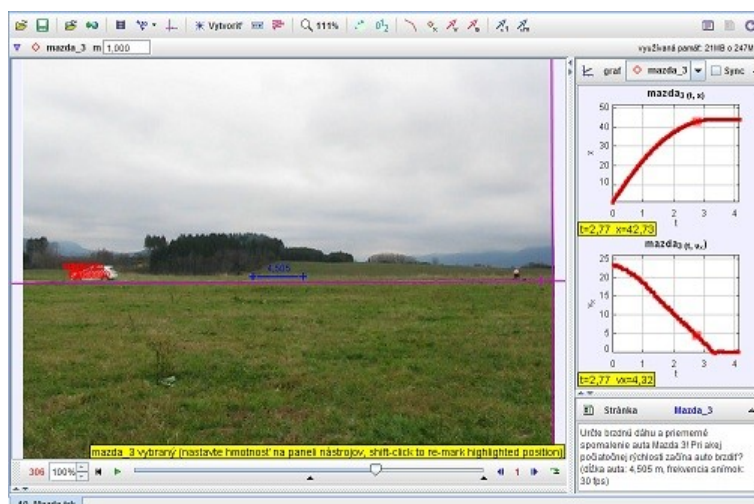 Vytvoriť 111%
mazda_3 m 1,000
využívaná pamäť: 21MB o 247M
graf mazda_3 Sync
mazda3 (t, x)
50
40
30
20
10
x
0 1 2 3 4
t
t=2,77 x=42,73
mazda3 (t, vx)
25
20
15
10
5
0
vx
0 1 2 3 4
t
t=2,77 vx=4,32
4,505
Stránka Mazda_3
Určte brzdnú dáhu a priemerné
spomalenie auta Mazda 3! Pri akej
počiatočnej rýchlosti začína auto brzdiť?
(dĺžka auta: 4,505 m, frekvencia snímok:
30 fps)
mazda_3 vybraný (nastavte hmotnosť na paneli nástrojov, shift-click to re-mark highlighted position)
306 100% 1